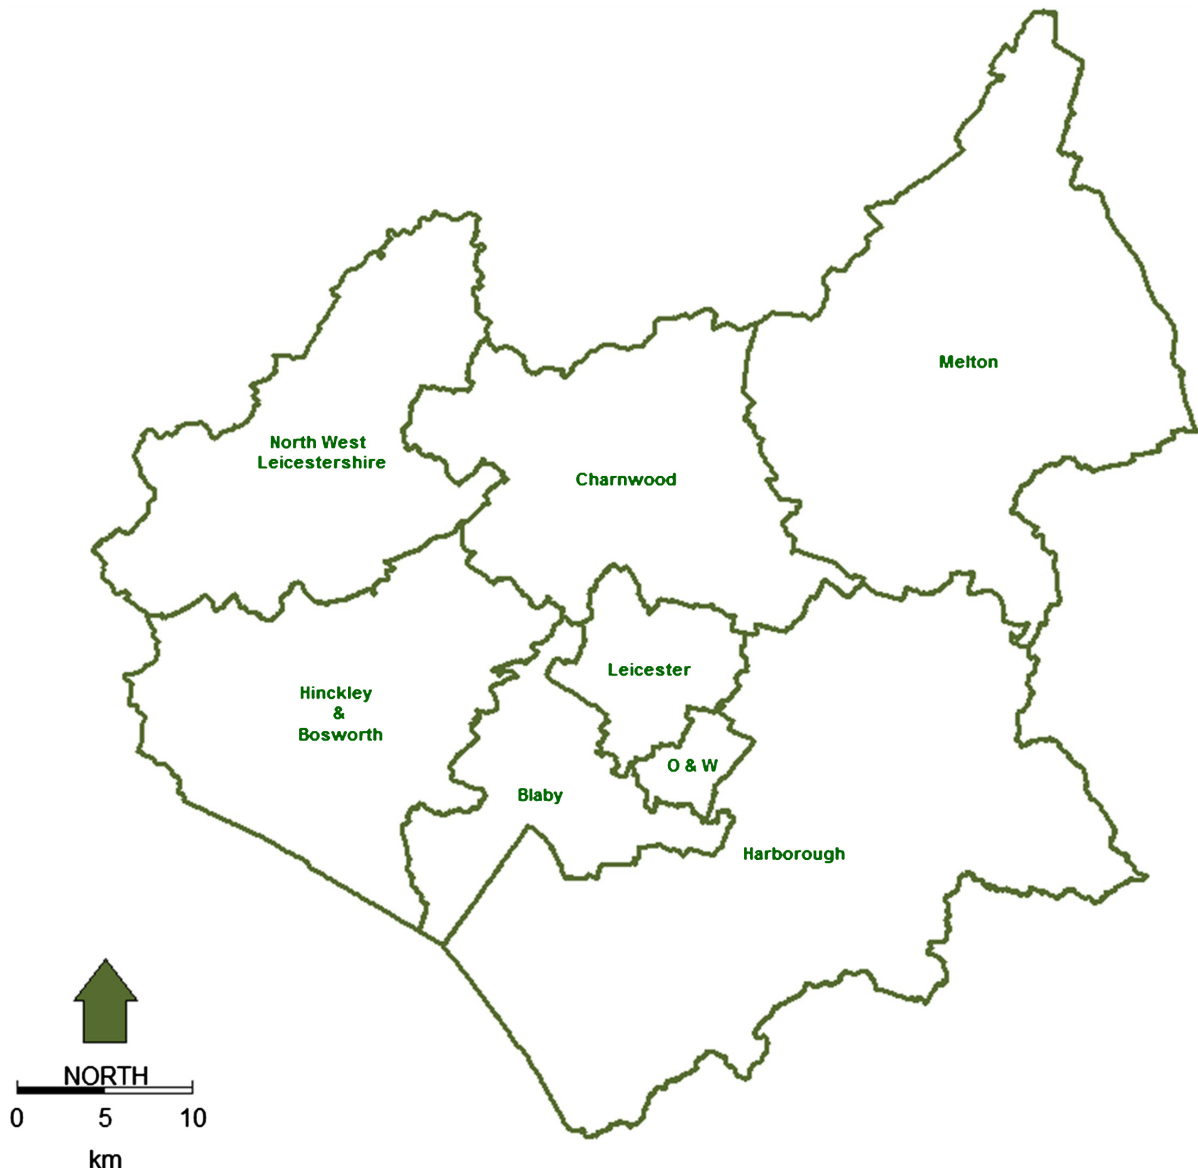 Melton
North West
Leicestershire
Charnwood
Leicester
Hinckley
&
Bosworth
O & W
Blaby
Harborough
NORTH
0 5 10
km